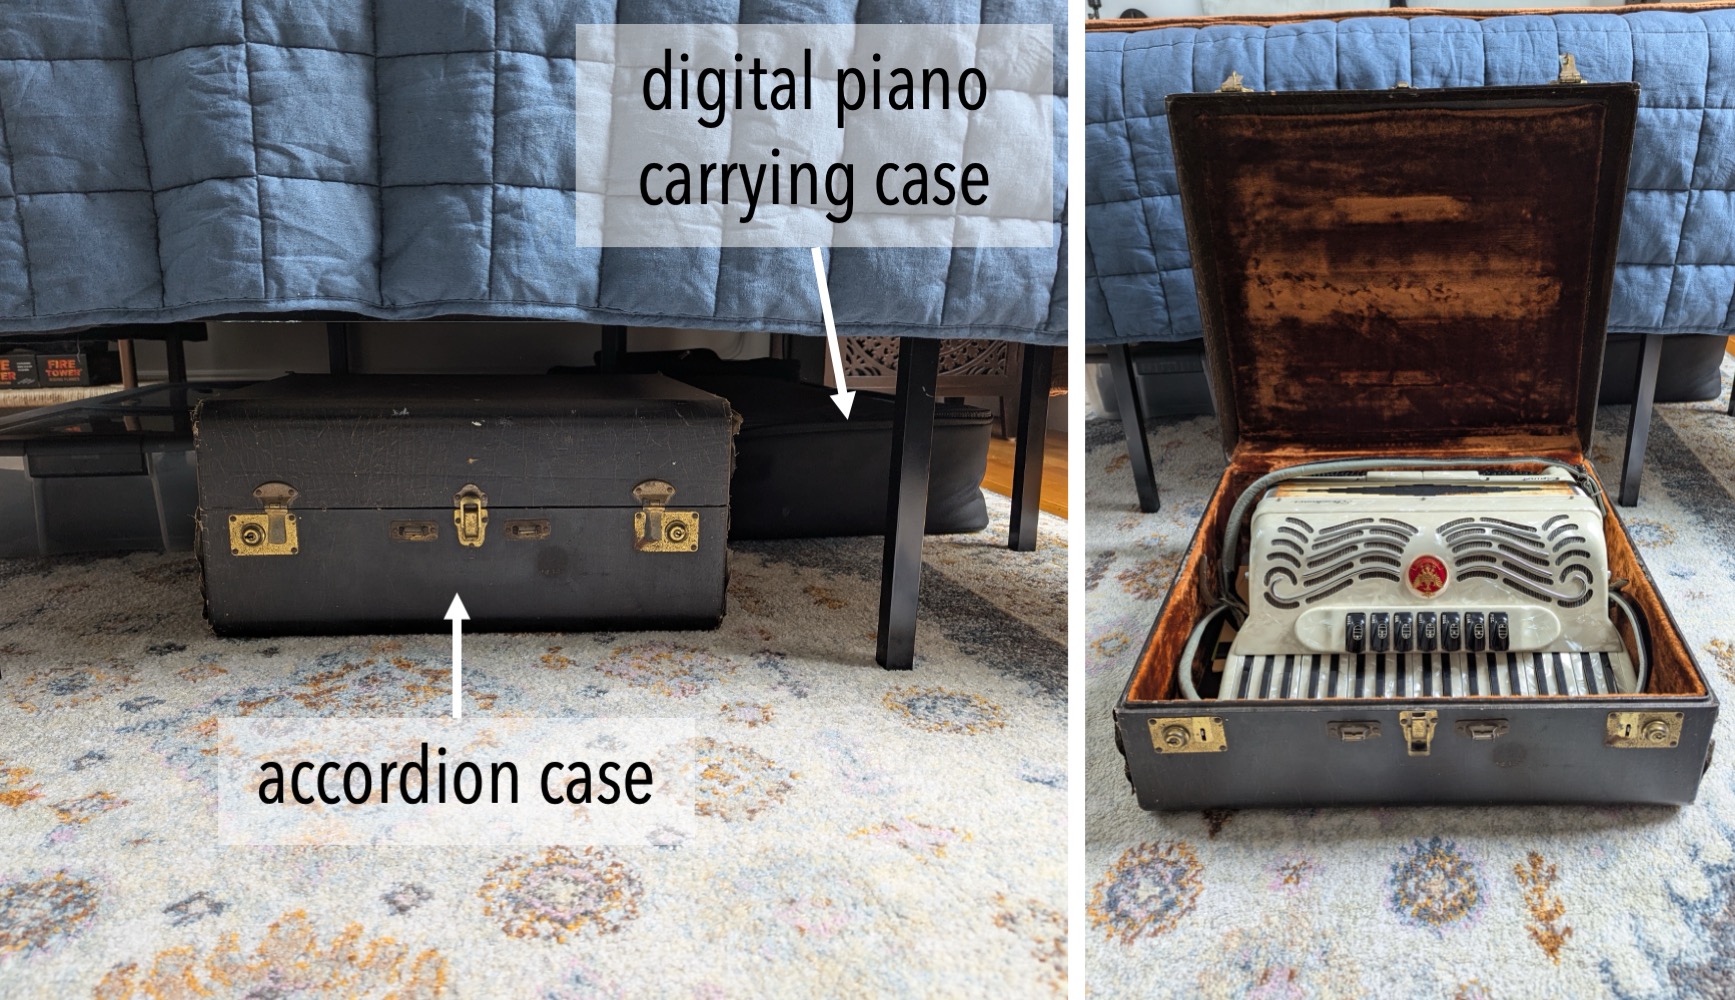 digital piano
carrying case
FIRE
TOWER
accordion case